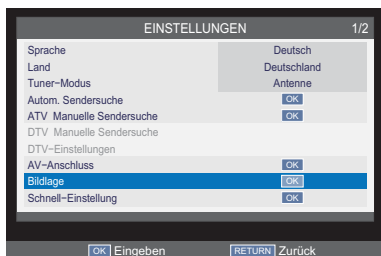 EINSTELLUNGEN 1/2
Sprache Deutsch
Land Deutschland
Tuner-Modus Antenne
Autom. Sendersuche OK
ATV Manuelle Sendersuche OK
DTV Manuelle Sendersuche
DTV-Einstellungen
AV-Anschluss OK
Bildlage OK
Schnell-Einstellung OK
OK Eingeben RETURN Zurück